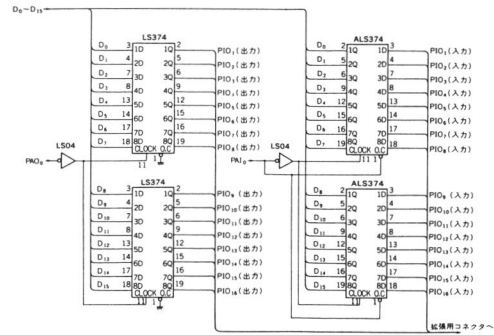 D₀～D₁₅
LS374
D₀ 3 1D 1Q 2 PIO₁(出力)
D₁ 4 2D 2Q 5 PIO₂(出力)
D₂ 7 3D 3Q 6 PIO₃(出力)
D₃ 8 4D 4Q 9 PIO₄(出力)
D₄ 13 5D 5Q 12 PIO₅(出力)
D₅ 14 6D 6Q 15 PIO₆(出力)
D₆ 17 7D 7Q 16 PIO₇(出力)
D₇ 18 8D 8Q 19 PIO₈(出力)
CLOCK O.C
11 1
LS04
PAO₀
LS374
D₈ 3 1D 1Q 2 PIO₉(出力)
D₉ 4 2D 2Q 5 PIO₁₀(出力)
D₁₀ 7 3D 3Q 6 PIO₁₁(出力)
D₁₁ 8 4D 4Q 9 PIO₁₂(出力)
D₁₂ 13 5D 5Q 12 PIO₁₃(出力)
D₁₃ 14 6D 6Q 15 PIO₁₄(出力)
D₁₄ 17 7D 7Q 16 PIO₁₅(出力)
D₁₅ 18 8D 8Q 19 PIO₁₆(出力)
CLOCK O.C
11 1
ALS374
D₀ 2 1Q 1D 3 PIO₁(入力)
D₁ 5 2Q 2D 4 PIO₂(入力)
D₂ 6 3Q 3D 7 PIO₃(入力)
D₃ 9 4Q 4D 8 PIO₄(入力)
D₄ 12 5Q 5D 13 PIO₅(入力)
D₅ 15 6Q 6D 14 PIO₆(入力)
D₆ 16 7Q 7D 17 PIO₇(入力)
D₇ 19 8Q 8D 18 PIO₈(入力)
CLOCK O.C
11 1
LS04
PAI₀
ALS374
D₈ 2 1Q 1D 3 PIO₉(入力)
D₉ 5 2Q 2D 4 PIO₁₀(入力)
D₁₀ 6 3Q 3D 7 PIO₁₁(入力)
D₁₁ 9 4Q 4D 8 PIO₁₂(入力)
D₁₂ 12 5Q 5D 13 PIO₁₃(入力)
D₁₃ 15 6Q 6D 14 PIO₁₄(入力)
D₁₄ 16 7Q 7D 17 PIO₁₅(入力)
D₁₅ 19 8Q 8D 18 PIO₁₆(入力)
CLOCK O.C
11 1
拡張用コネクタへ